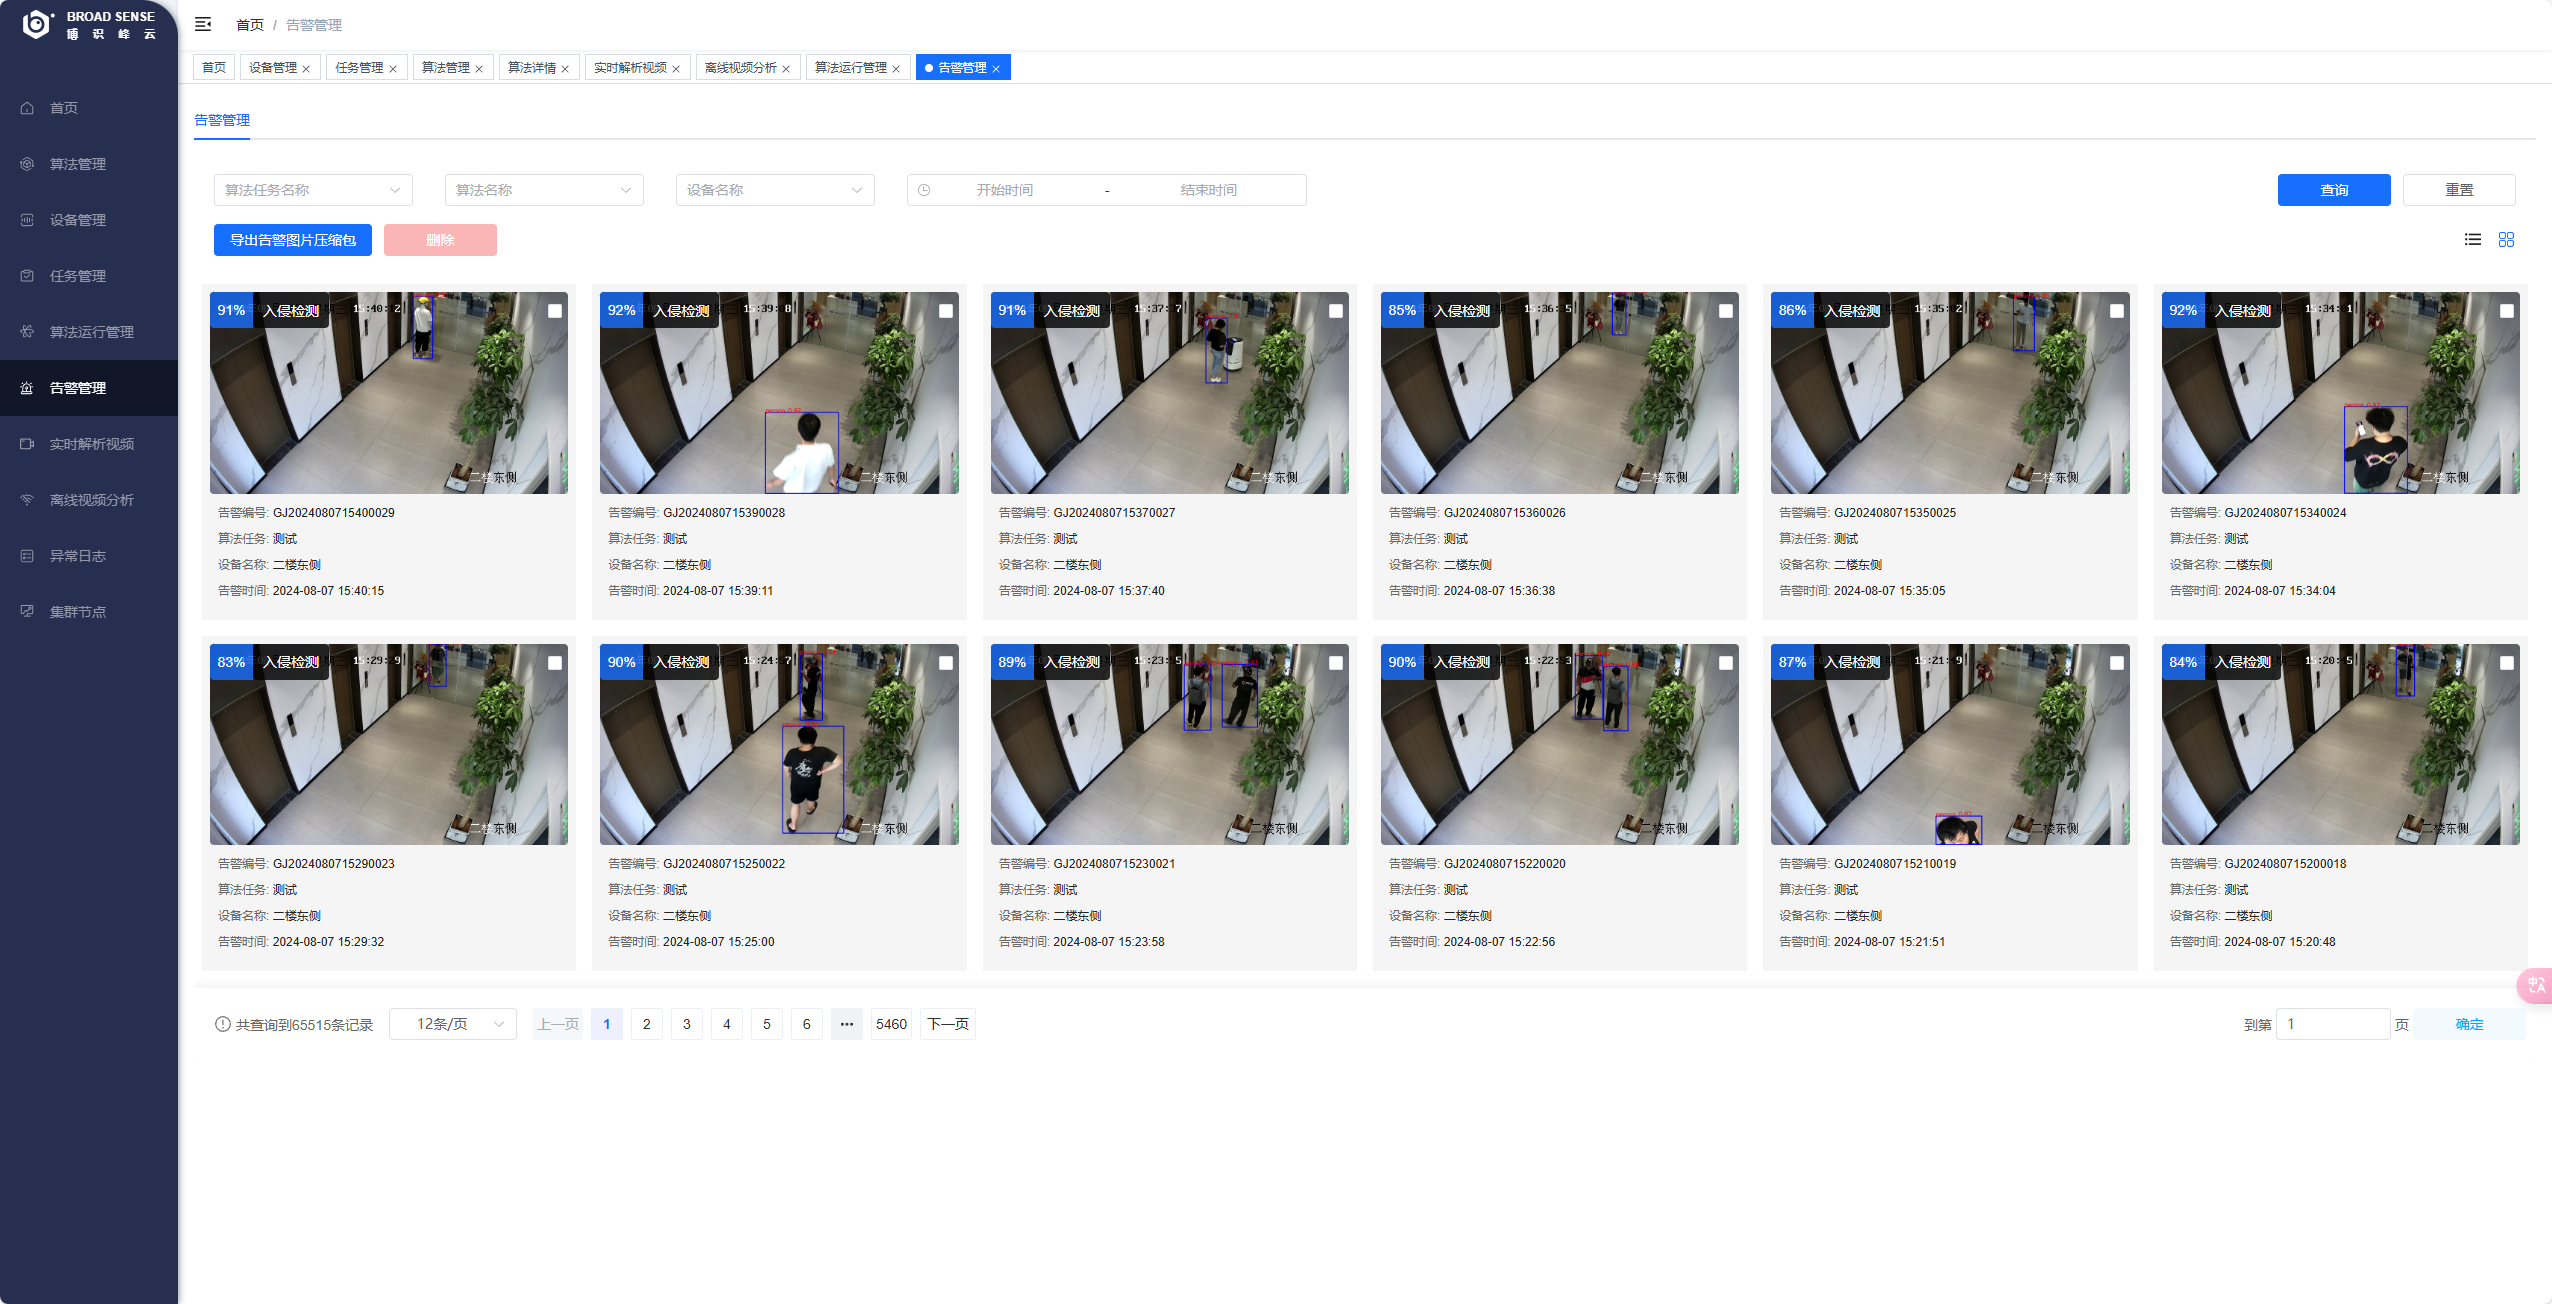 BROAD SENSE
博识峰云
首页 / 告警管理
首页 设备管理 任务管理 算法管理 算法详情 实时解析视频 离线视频分析 算法运行管理 告警管理
首页
算法管理
设备管理
任务管理
算法运行管理
告警管理
实时解析视频
离线视频分析
异常日志
集群节点
告警管理
算法任务名称 算法名称 设备名称 开始时间 - 结束时间 查询 重置
导出告警图片压缩包 删除
91% 入侵检测
二楼东侧
告警编号: GJ2024080715400029
算法任务: 测试
设备名称: 二楼东侧
告警时间: 2024-08-07 15:40:15
92% 入侵检测
二楼东侧
告警编号: GJ2024080715390028
算法任务: 测试
设备名称: 二楼东侧
告警时间: 2024-08-07 15:39:11
91% 入侵检测
二楼东侧
告警编号: GJ2024080715370027
算法任务: 测试
设备名称: 二楼东侧
告警时间: 2024-08-07 15:37:40
85% 入侵检测
二楼东侧
告警编号: GJ2024080715360026
算法任务: 测试
设备名称: 二楼东侧
告警时间: 2024-08-07 15:36:38
86% 入侵检测
二楼东侧
告警编号: GJ2024080715350025
算法任务: 测试
设备名称: 二楼东侧
告警时间: 2024-08-07 15:35:05
92% 入侵检测
二楼东侧
告警编号: GJ2024080715340024
算法任务: 测试
设备名称: 二楼东侧
告警时间: 2024-08-07 15:34:04
83% 入侵检测
二楼东侧
告警编号: GJ2024080715290023
算法任务: 测试
设备名称: 二楼东侧
告警时间: 2024-08-07 15:29:32
90% 入侵检测
二楼东侧
告警编号: GJ2024080715250022
算法任务: 测试
设备名称: 二楼东侧
告警时间: 2024-08-07 15:25:00
89% 入侵检测
二楼东侧
告警编号: GJ2024080715230021
算法任务: 测试
设备名称: 二楼东侧
告警时间: 2024-08-07 15:23:58
90% 入侵检测
二楼东侧
告警编号: GJ2024080715220020
算法任务: 测试
设备名称: 二楼东侧
告警时间: 2024-08-07 15:22:56
87% 入侵检测
二楼东侧
告警编号: GJ2024080715210019
算法任务: 测试
设备名称: 二楼东侧
告警时间: 2024-08-07 15:21:51
84% 入侵检测
二楼东侧
告警编号: GJ2024080715200018
算法任务: 测试
设备名称: 二楼东侧
告警时间: 2024-08-07 15:20:48
共查询到65515条记录 12条/页 上一页 1 2 3 4 5 6 ••• 5460 下一页 到第 1 页 确定